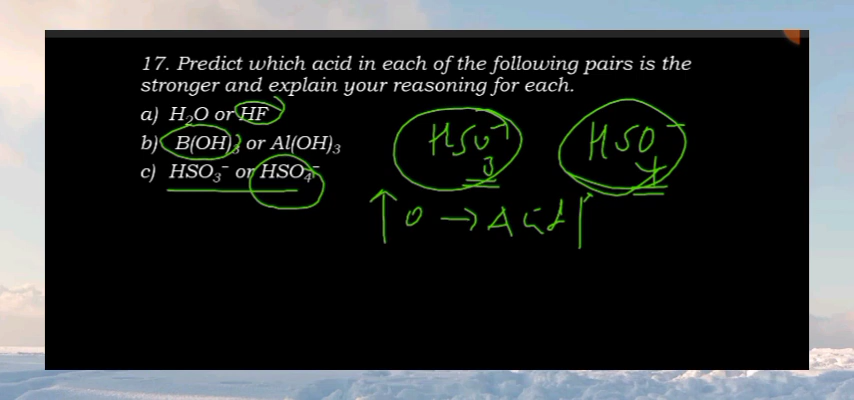 17. Predict which acid in each of the following pairs is the
stronger and explain your reasoning for each.
a) H₂O or HF
b) B(OH)₃ or Al(OH)₃
c) HSO₃⁻ or HSO₄⁻
HSO₃⁻ HSO₄⁻
↑ O → Acid ↑